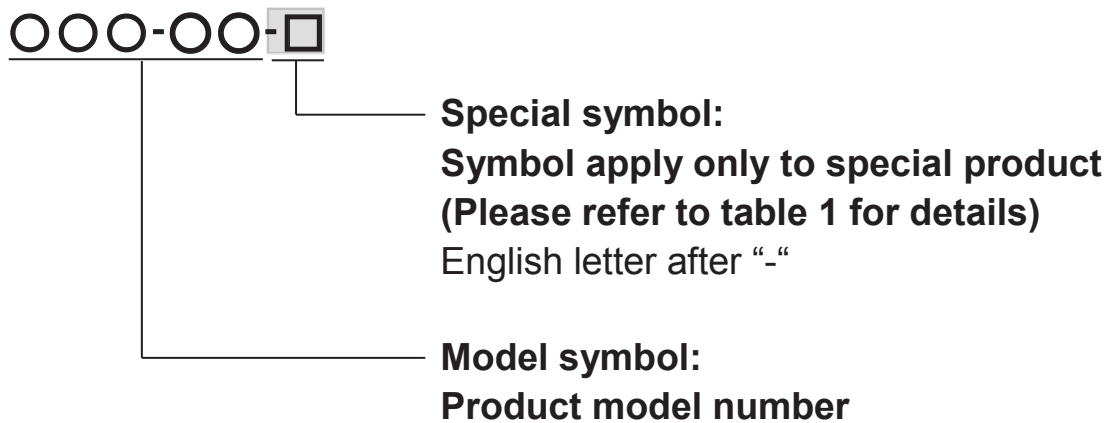 ○○○-○○-□
Special symbol:
Symbol apply only to special product
(Please refer to table 1 for details)
English letter after “-“
Model symbol:
Product model number